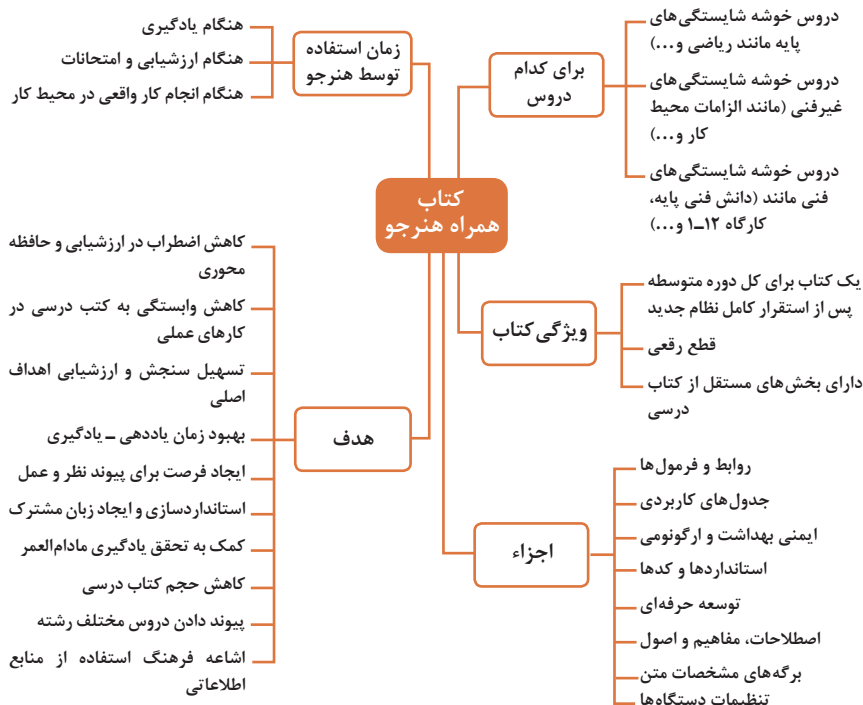 کتاب
همراه هنرجو
برای کدام
دروس
دروس خوشه شایستگی‌های
پایه مانند ریاضی و...)
دروس خوشه شایستگی‌های
غیرفنی (مانند الزامات محیط
کار و...)
دروس خوشه شایستگی‌های
فنی مانند (دانش فنی پایه،
کارگاه ۱۲ـ۱ و...)
ویژگی کتاب
یک کتاب برای کل دوره متوسطه
پس از استقرار کامل نظام جدید
قطع رقعی
دارای بخش‌های مستقل از کتاب
درسی
اجزاء
روابط و فرمول‌ها
جدول‌های کاربردی
ایمنی بهداشت و ارگونومی
استانداردها و کدها
توسعه حرفه‌ای
اصطلاحات، مفاهیم و اصول
برگه‌های مشخصات متن
تنظیمات دستگاه‌ها
زمان استفاده
توسط هنرجو
هنگام یادگیری
هنگام ارزشیابی و امتحانات
هنگام انجام کار واقعی در محیط کار
هدف
کاهش اضطراب در ارزشیابی و حافظه
محوری
کاهش وابستگی به کتب درسی در
کارهای عملی
تسهیل سنجش و ارزشیابی اهداف
اصلی
بهبود زمان یاددهی ـ یادگیری
ایجاد فرصت برای پیوند نظر و عمل
استانداردسازی و ایجاد زبان مشترک
کمک به تحقق یادگیری مادام‌العمر
کاهش حجم کتاب درسی
پیوند دادن دروس مختلف رشته
اشاعه فرهنگ استفاده از منابع
اطلاعاتی